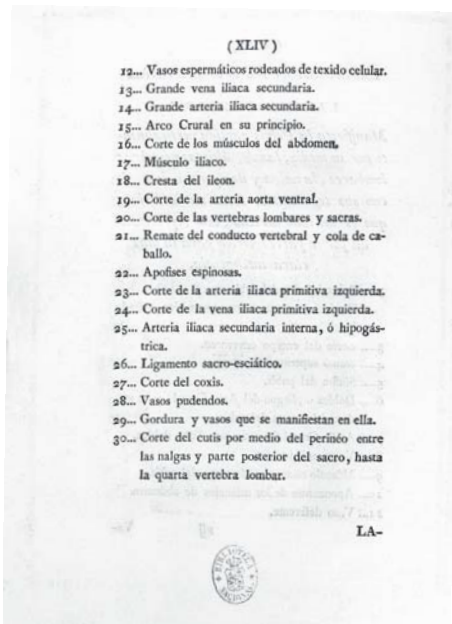 (XLIV)
12... Vasos espermáticos rodeados de texido celular.
13... Grande vena iliaca secundaria.
14... Grande arteria iliaca secundaria.
15... Arco Crural en su principio.
16... Corte de los músculos del abdomen.
17... Músculo iliaco.
18... Cresta del ileon.
19... Corte de la arteria aorta ventral.
20... Corte de las vertebras lombares y sacras.
21... Remate del conducto vertebral y cola de ca-
ballo.
22... Apofises espinosas.
23... Corte de la arteria iliaca primitiva izquierda.
24... Corte de la vena iliaca primitiva izquierda.
25... Arteria iliaca secundaria interna, ó hipogás-
trica.
26... Ligamento sacro-esciático.
27... Corte del coxis.
28... Vasos pudendos.
29... Gordura y vasos que se manifiestan en ella.
30... Corte del cutis por medio del perinéo entre
las nalgas y parte posterior del sacro, hasta
la quarta vertebra lombar.
LA-
BIBLIOTECA
NACIONAL